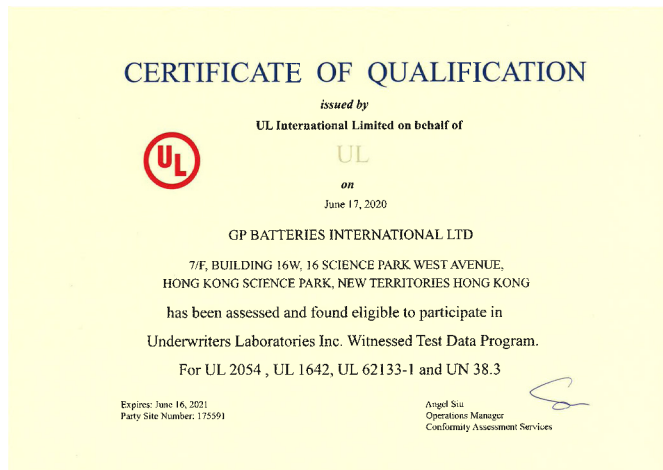 CERTIFICATE OF QUALIFICATION
issued by
UL International Limited on behalf of
UL
UL
on
June 17, 2020
GP BATTERIES INTERNATIONAL LTD
7/F, BUILDING 16W, 16 SCIENCE PARK WEST AVENUE,
HONG KONG SCIENCE PARK, NEW TERRITORIES HONG KONG
has been assessed and found eligible to participate in
Underwriters Laboratories Inc. Witnessed Test Data Program.
For UL 2054 , UL 1642, UL 62133-1 and UN 38.3
Expires: June 16, 2021
Party Site Number: 175591
Angel Siu
Operations Manager
Conformity Assessment Services